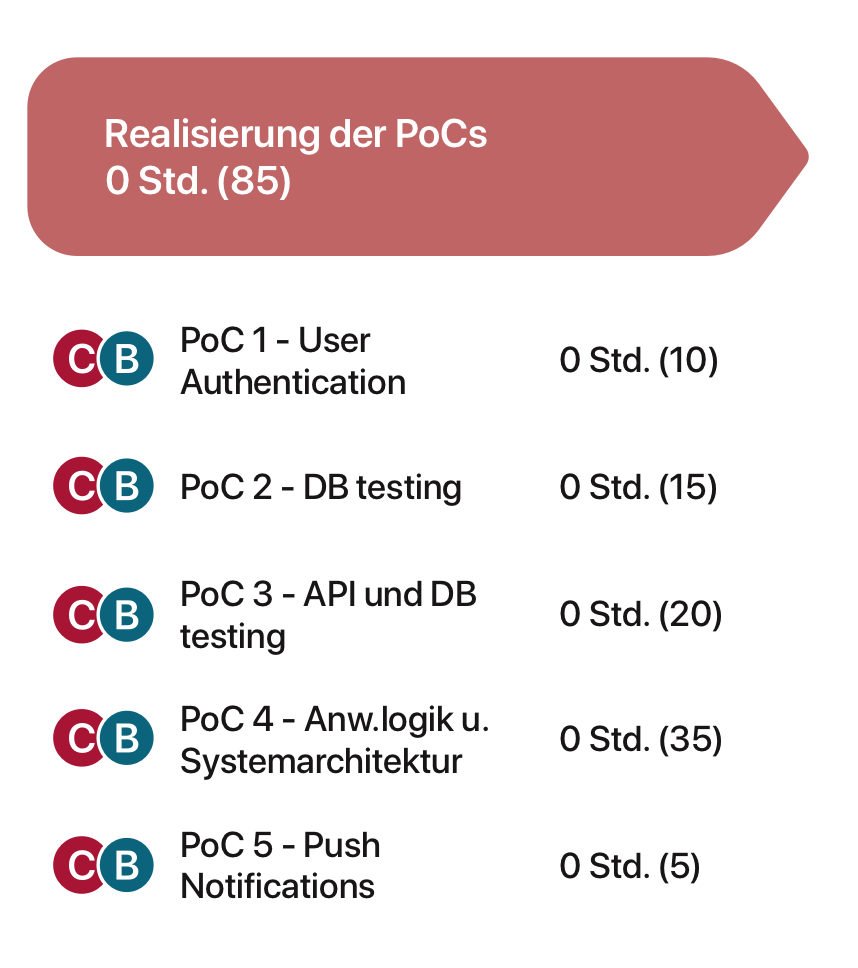 Realisierung der PoCs
0 Std. (85)
C B PoC 1 - User
Authentication
0 Std. (10)
C B PoC 2 - DB testing 0 Std. (15)
C B PoC 3 - API und DB
testing
0 Std. (20)
C B PoC 4 - Anw.logik u.
Systemarchitektur
0 Std. (35)
C B PoC 5 - Push
Notifications
0 Std. (5)